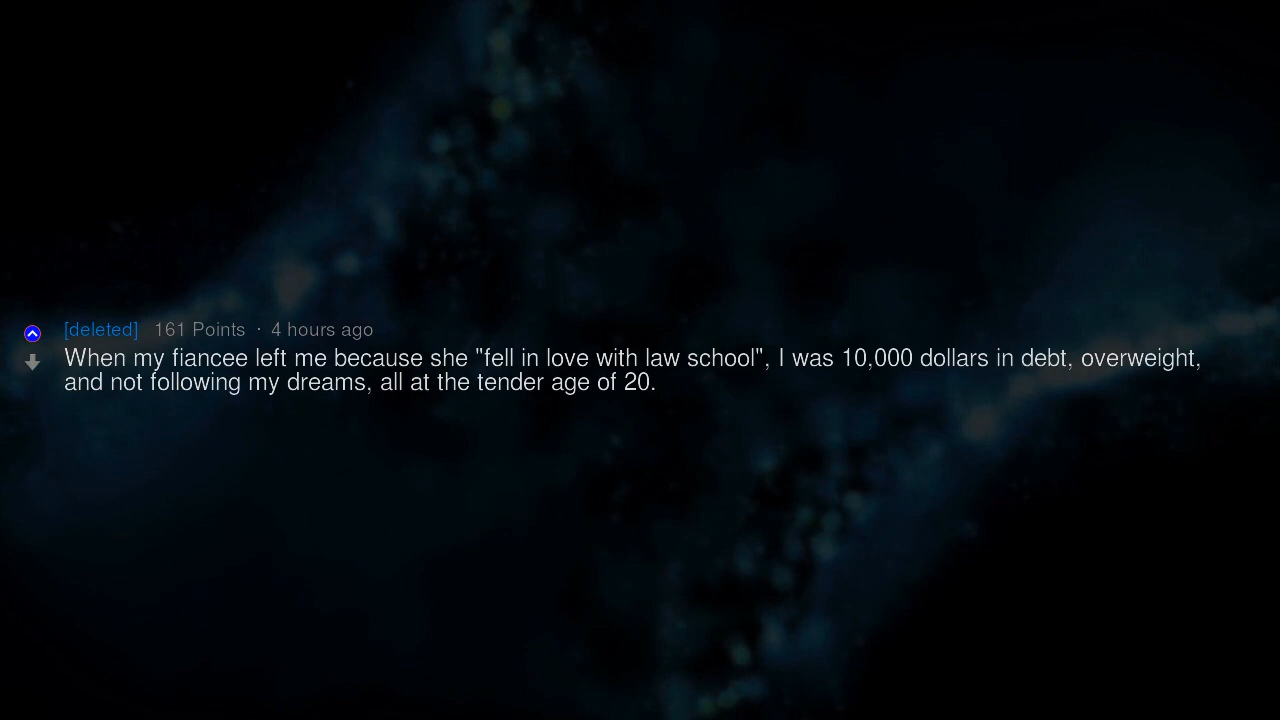 [deleted] 161 Points · 4 hours ago
When my fiancee left me because she "fell in love with law school", I was 10,000 dollars in debt, overweight,
and not following my dreams, all at the tender age of 20.